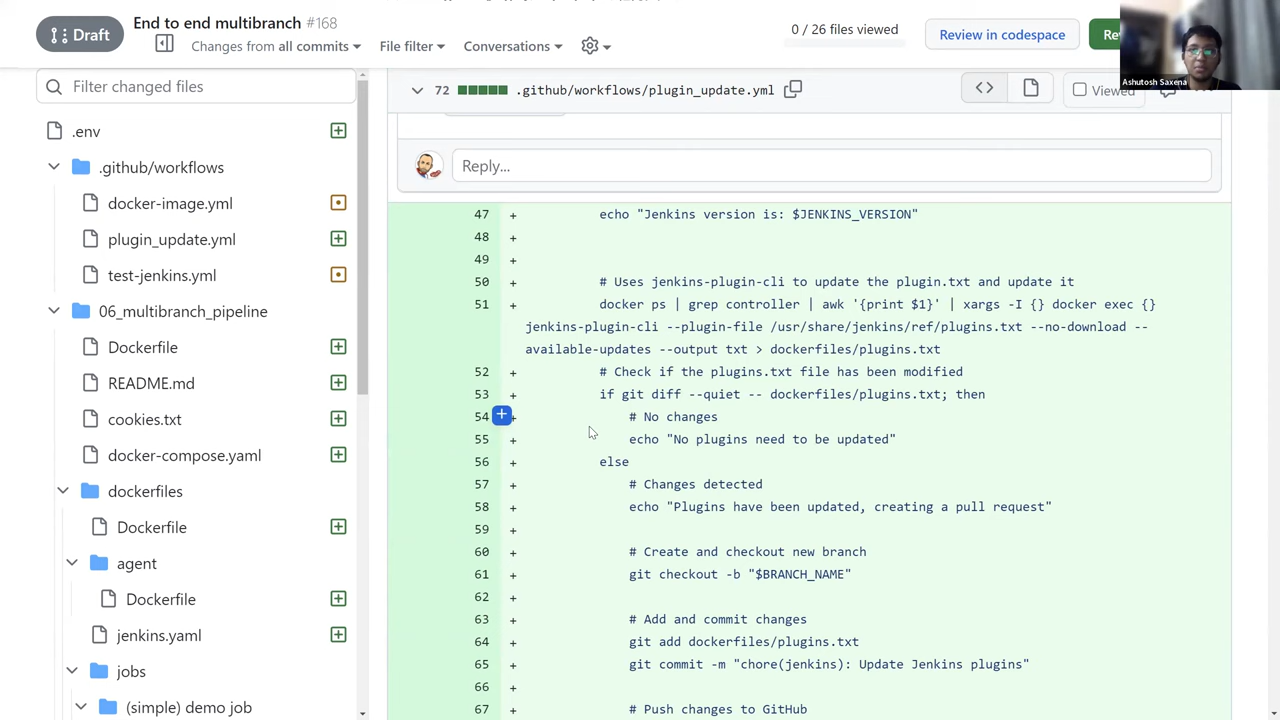 Draft
End to end multibranch #168
Changes from all commits
File filter
Conversations
0 / 26 files viewed
Review in codespace
Ashutosh Saxena
Filter changed files
.env
.github/workflows
docker-image.yml
plugin_update.yml
test-jenkins.yml
06_multibranch_pipeline
Dockerfile
README.md
cookies.txt
docker-compose.yaml
dockerfiles
Dockerfile
agent
Dockerfile
jenkins.yaml
jobs
(simple) demo job
72 .github/workflows/plugin_update.yml
Viewed
Reply...
47 + echo "Jenkins version is: $JENKINS_VERSION"
48 +
49 +
50 + # Uses jenkins-plugin-cli to update the plugin.txt and update it
51 + docker ps | grep controller | awk '{print $1}' | xargs -I {} docker exec {}
jenkins-plugin-cli --plugin-file /usr/share/jenkins/ref/plugins.txt --no-download --
available-updates --output txt > dockerfiles/plugins.txt
52 + # Check if the plugins.txt file has been modified
53 + if git diff --quiet -- dockerfiles/plugins.txt; then
54 + # No changes
55 + echo "No plugins need to be updated"
56 + else
57 + # Changes detected
58 + echo "Plugins have been updated, creating a pull request"
59 +
60 + # Create and checkout new branch
61 + git checkout -b "$BRANCH_NAME"
62 +
63 + # Add and commit changes
64 + git add dockerfiles/plugins.txt
65 + git commit -m "chore(jenkins): Update Jenkins plugins"
66 +
67 + # Push changes to GitHub